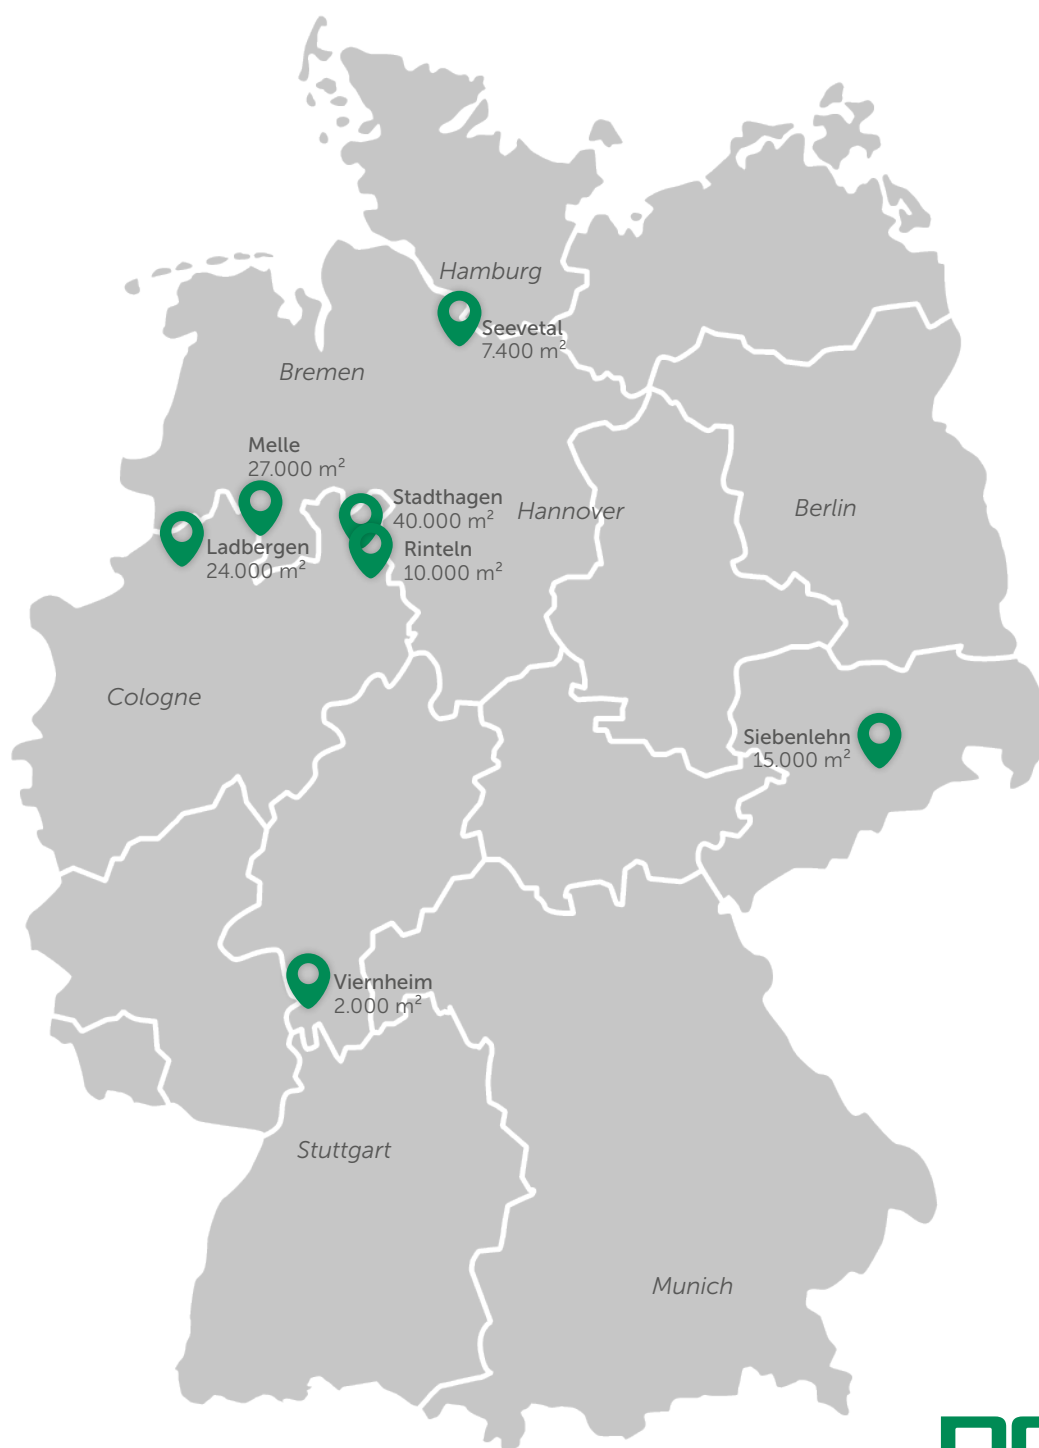 Hamburg
Seevetal
7.400 m²
Bremen
Melle
27.000 m²
Stadthagen
40.000 m²
Hannover
Berlin
Ladbergen
24.000 m²
Rinteln
10.000 m²
Cologne
Siebenlehn
15.000 m²
Viernheim
2.000 m²
Stuttgart
Munich